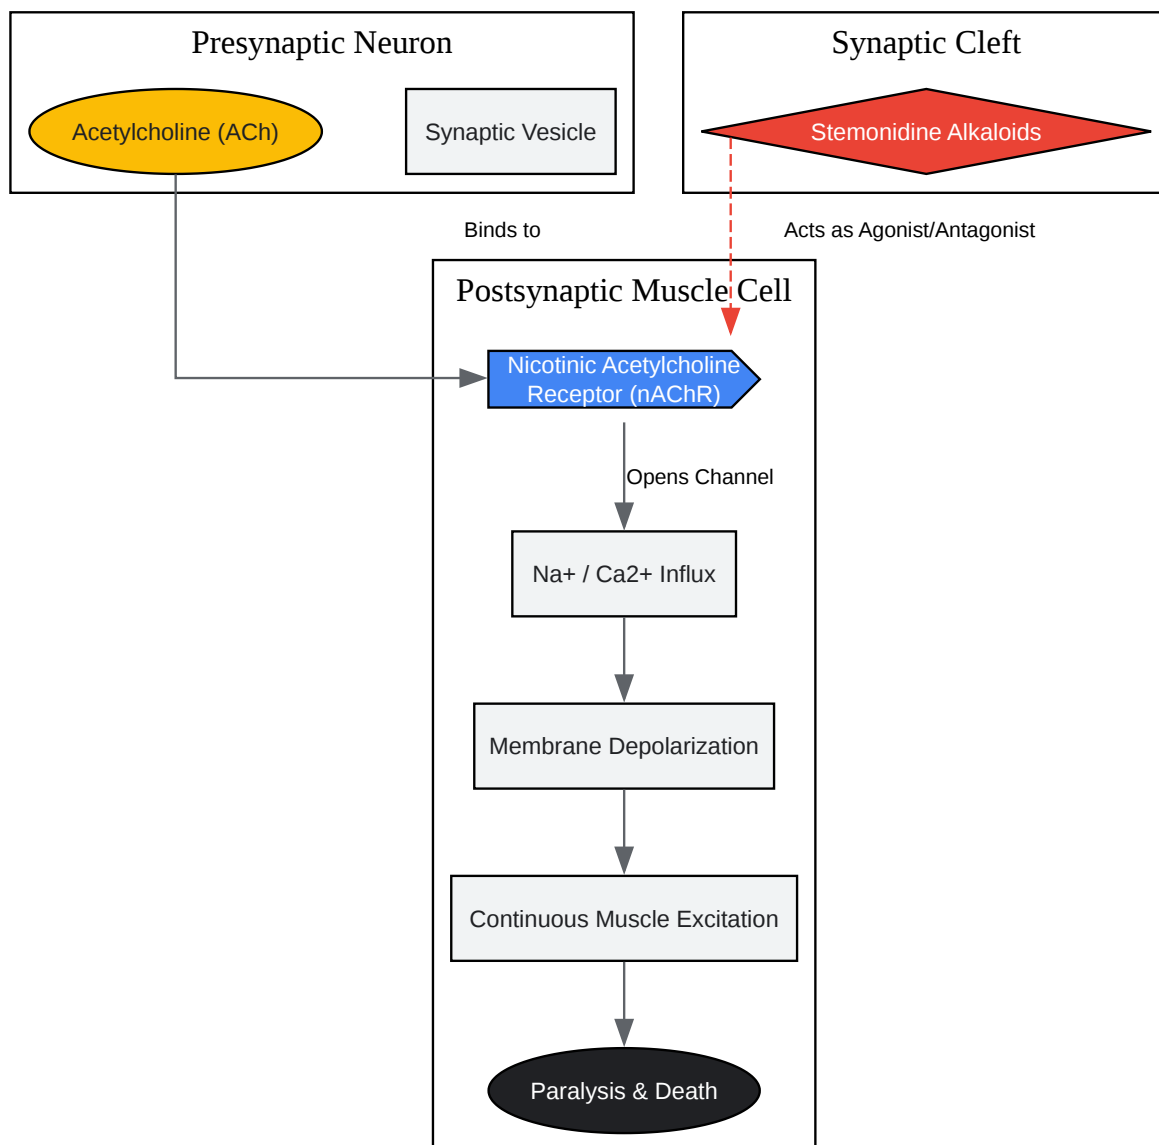 Presynaptic Neuron
Synaptic Cleft
Acetylcholine (ACh)
Synaptic Vesicle
Stemonidine Alkaloids
Binds to
Acts as Agonist/Antagonist
Postsynaptic Muscle Cell
Nicotinic Acetylcholine
Receptor (nAChR)
Opens Channel
Na+ / Ca2+ Influx
Membrane Depolarization
Continuous Muscle Excitation
Paralysis & Death